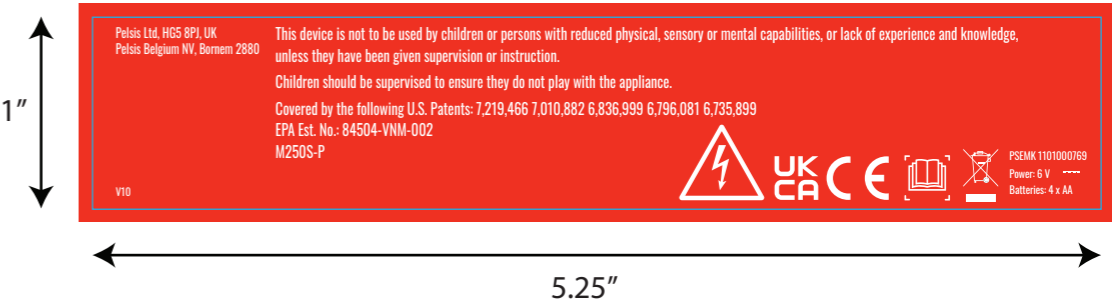 1"
Pelsis Ltd, HG5 8PJ, UK
Pelsis Belgium NV, Bornem 2880
This device is not to be used by children or persons with reduced physical, sensory or mental capabilities, or lack of experience and knowledge,
unless they have been given supervision or instruction.
Children should be supervised to ensure they do not play with the appliance.
Covered by the following U.S. Patents: 7,219,466 7,010,882 6,836,999 6,796,081 6,735,899
EPA Est. No.: 84504-VNM-002
M250S-P
V10
UK
CA
CE
PSEMK 1101000769
Power: 6 V
Batteries: 4 x AA
5.25"